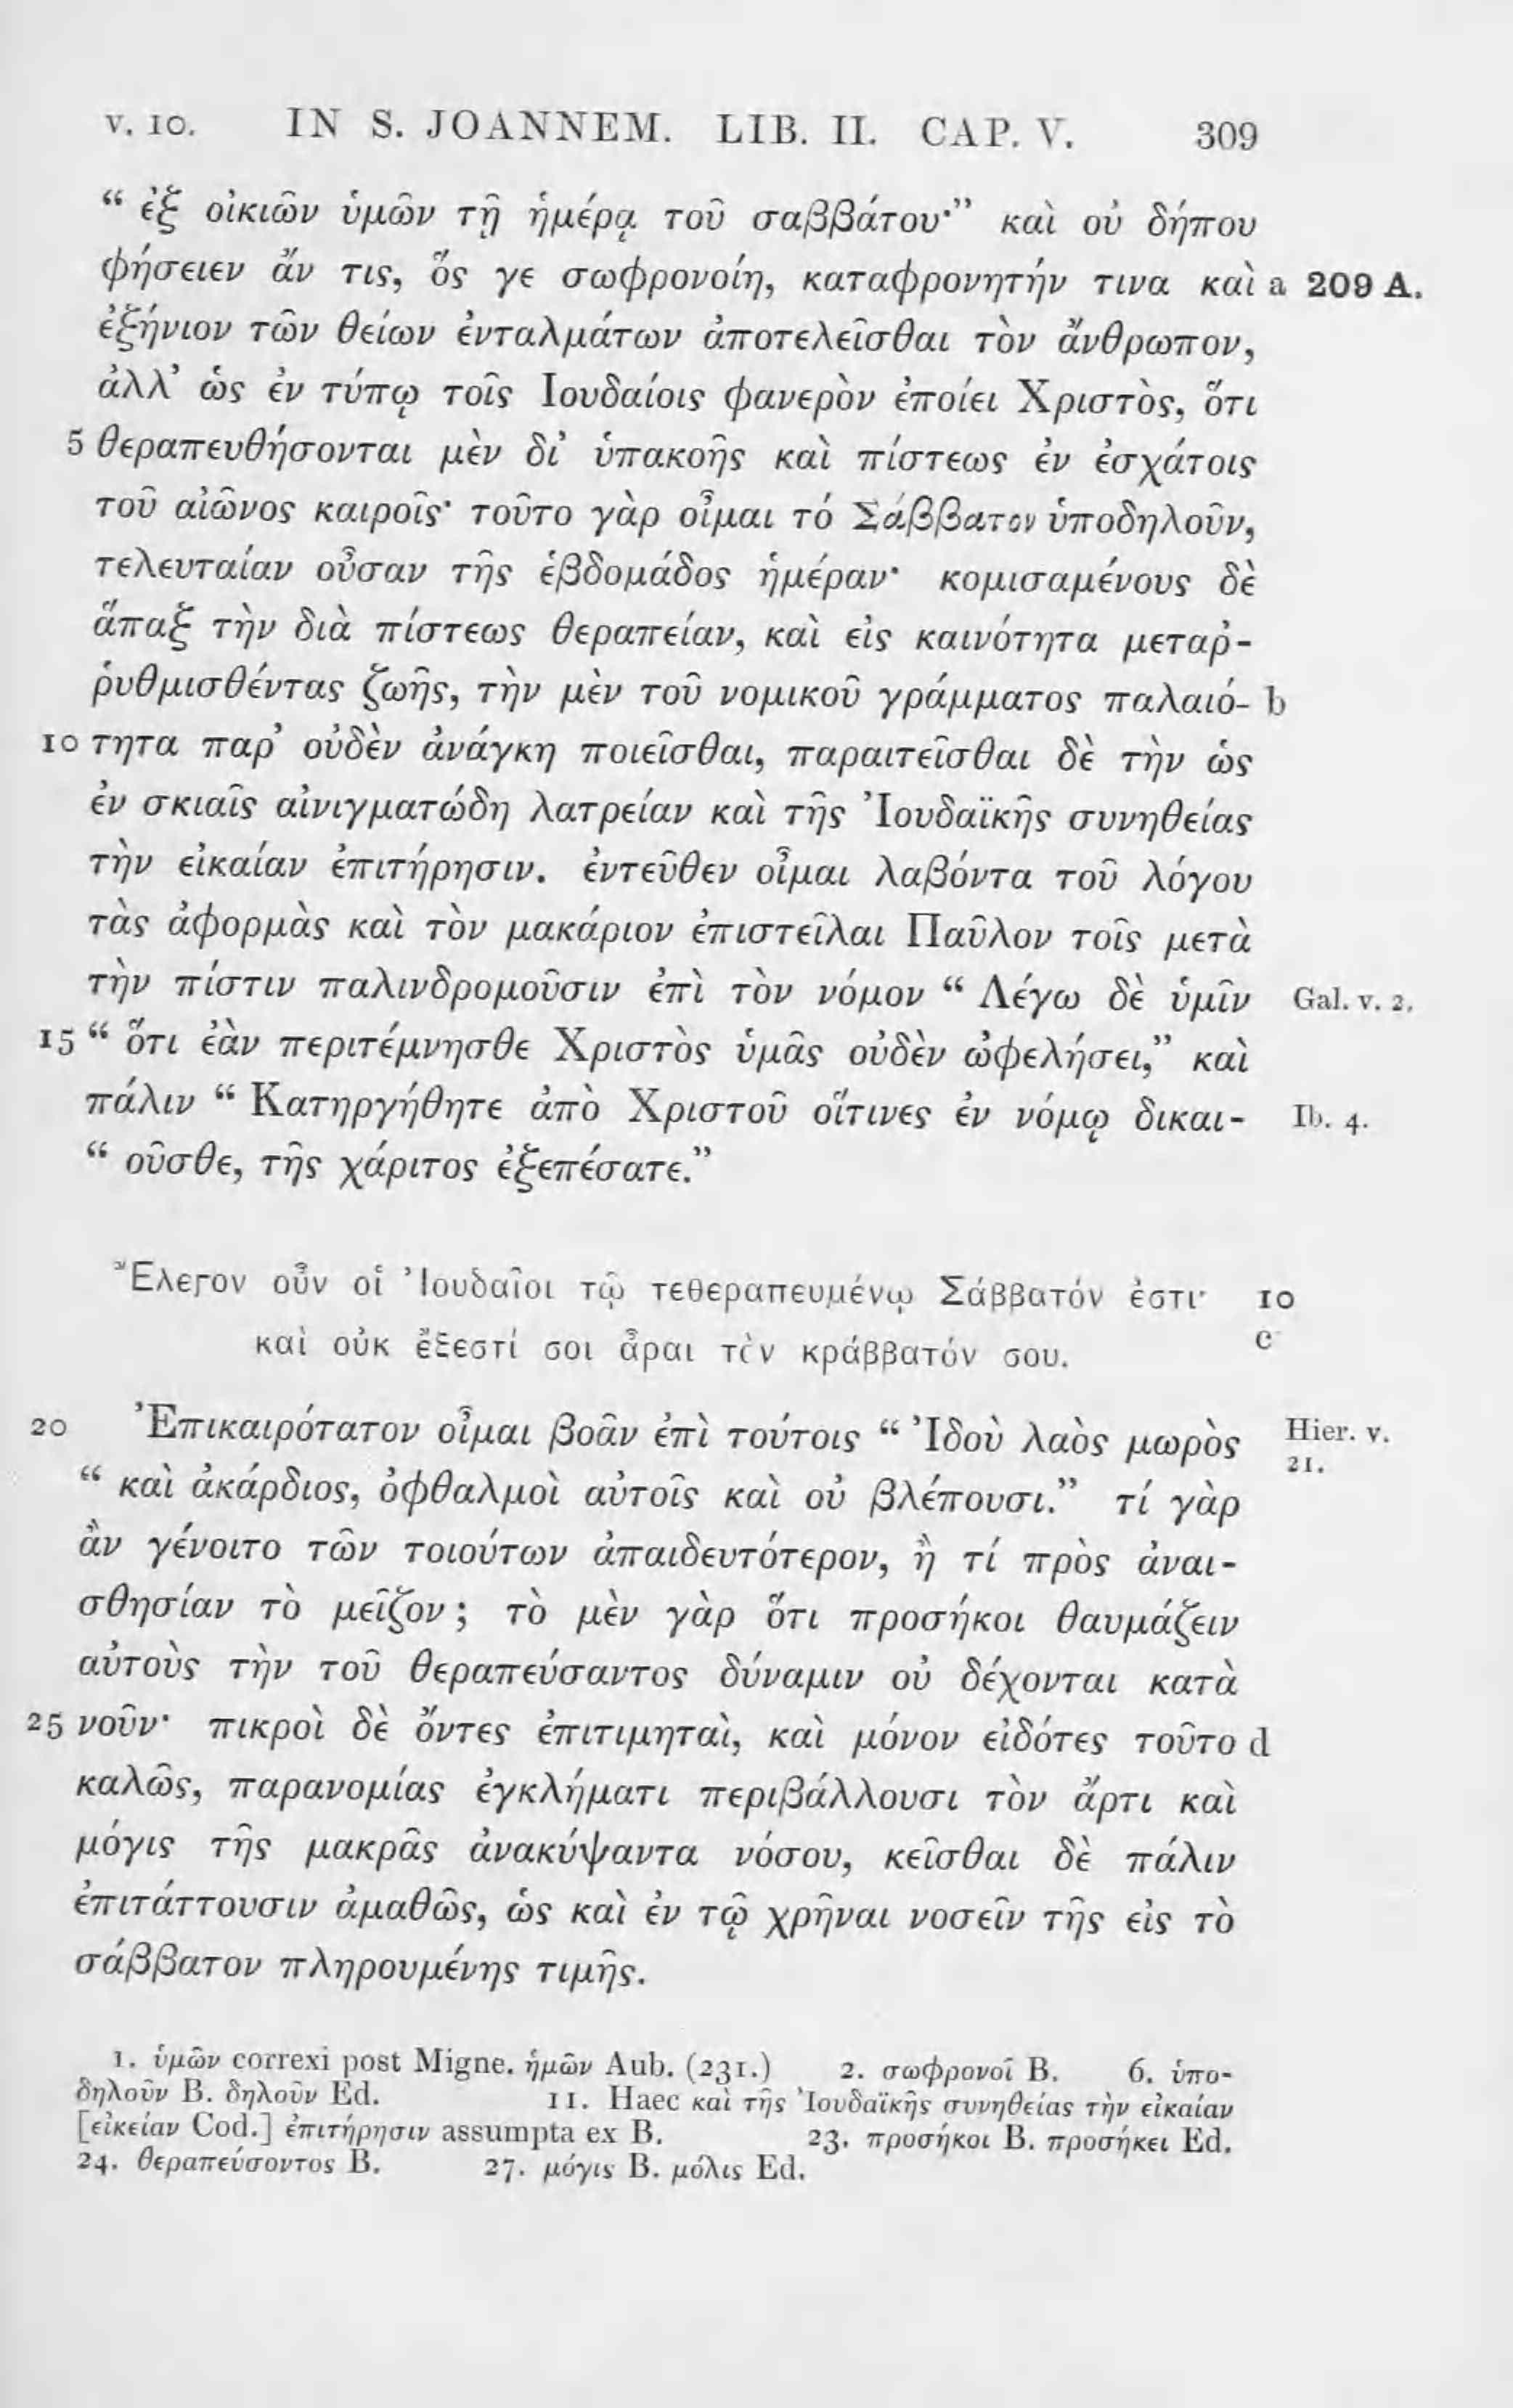 v. 10. IN S. JOANNEM. LIB. II. CAP. V. 309
“ ἐξ οἰκιῶν ὑμῶν τῇ ἡμέρᾳ τοῦ σαββάτου·” καὶ οὐ δήπου
φήσειεν ἄν τις, ὅς γε σωφρονοίη, καταφρονητήν τινα καὶ a 209 A.
ἐξήνιον τῶν θείων ἐνταλμάτων ἀποτελεῖσθαι τὸν ἄνθρωπον,
ἀλλ’ ὡς ἐν τύπῳ τοῖς Ἰουδαίοις φανερὸν ἐποίει Χριστὸς, ὅτι
5 θεραπευθήσονται μὲν δι’ ὑπακοῆς καὶ πίστεως ἐν ἐσχάτοις
τοῦ αἰῶνος καιροῖς· τοῦτο γὰρ οἶμαι τό Σάββατον ὑποδηλοῦν,
τελευταίαν οὖσαν τῆς ἑβδομάδος ἡμέραν· κομισαμένους δὲ
ἅπαξ τὴν διὰ πίστεως θεραπείαν, καὶ εἰς καινότητα μεταῤ-
ῥυθμισθέντας ζωῆς, τὴν μὲν τοῦ νομικοῦ γράμματος παλαιό- b
10 τητα παρ’ οὐδὲν ἀνάγκη ποιεῖσθαι, παραιτεῖσθαι δὲ τὴν ὡς
ἐν σκιαῖς αἰνιγματώδη λατρείαν καὶ τῆς Ἰουδαϊκῆς συνηθείας
τὴν εἰκαίαν ἐπιτήρησιν. ἐντεῦθεν οἶμαι λαβόντα τοῦ λόγου
τὰς ἀφορμὰς καὶ τὸν μακάριον ἐπιστεῖλαι Παῦλον τοῖς μετὰ
τὴν πίστιν παλινδρομοῦσιν ἐπὶ τὸν νόμον “ Λέγω δὲ ὑμῖν Gal. v. 2.
15 “ ὅτι ἐὰν περιτέμνησθε Χριστὸς ὑμᾶς οὐδὲν ὠφελήσει,” καὶ
πάλιν “ Κατηργήθητε ἀπὸ Χριστοῦ οἵτινες ἐν νόμῳ δικαι- Ib. 4.
“ οῦσθε, τῆς χάριτος ἐξεπέσατε.”
Ἔλεγον οὖν οἱ Ἰουδαῖοι τῷ τεθεραπευμένῳ Σάββατόν ἐστι· 10
καὶ οὐκ ἔξεστί σοι ἆραι τὸν κράββατόν σου. c
20 Ἐπικαιρότατον οἶμαι βοᾶν ἐπὶ τούτοις “ Ἰδοὺ λαὸς μωρὸς Hier. v.
21.
“ καὶ ἀκάρδιος, ὀφθαλμοὶ αὐτοῖς καὶ οὐ βλέπουσι.” τί γὰρ
ἂν γένοιτο τῶν τοιούτων ἀπαιδευτότερον, ἢ τί πρὸς ἀναι-
σθησίαν τὸ μεῖζον ; τὸ μὲν γὰρ ὅτι προσήκοι θαυμάζειν
αὐτοὺς τὴν τοῦ θεραπεύσαντος δύναμιν οὐ δέχονται κατὰ
25 νοῦν· πικροὶ δὲ ὄντες ἐπιτιμηταὶ, καὶ μόνον εἰδότες τοῦτο d
καλῶς, παρανομίας ἐγκλήματι περιβάλλουσι τὸν ἄρτι καὶ
μόγις τῆς μακρᾶς ἀνακύψαντα νόσου, κεῖσθαι δὲ πάλιν
ἐπιτάττουσιν ἀμαθῶς, ὡς καὶ ἐν τῷ χρῆναι νοσεῖν τῆς εἰς τὸ
σάββατον πληρουμένης τιμῆς.
1. ὑμῶν correxi post Migne. ἡμῶν Aub. (231.) 2. σωφρονοῖ B. 6. ὑπο-
δηλοῦν B. δηλοῦν Ed. 11. Haec καὶ τῆς Ἰουδαϊκῆς συνηθείας τὴν εἰκαίαν
[εἰκείαν Cod.] ἐπιτήρησιν assumpta ex B. 23. προσήκοι B. προσήκει Ed.
24. θεραπεύσοντος B. 27. μόγις B. μόλις Ed.